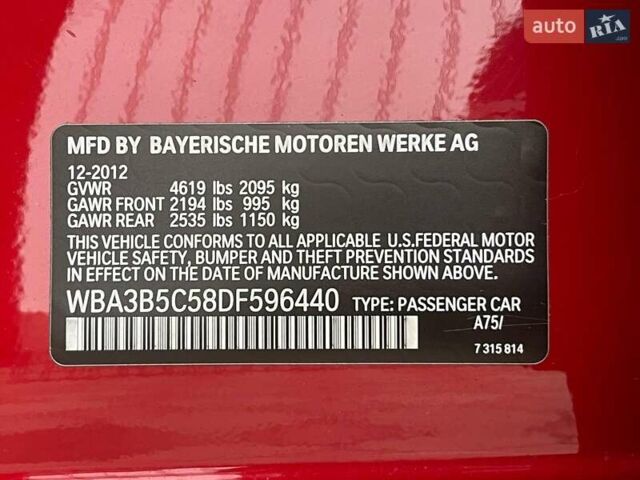 auto RIA .com
MFD BY BAYERISCHE MOTOREN WERKE AG
12-2012
GVWR 4619 lbs 2095 kg
GAWR FRONT 2194 lbs 995 kg
GAWR REAR 2535 lbs 1150 kg
THIS VEHICLE CONFORMS TO ALL APPLICABLE U.S.FEDERAL MOTOR
VEHICLE SAFETY, BUMPER AND THEFT PREVENTION STANDARDS
IN EFFECT ON THE DATE OF MANUFACTURE SHOWN ABOVE.
WBA3B5C58DF596440 TYPE: PASSENGER CAR
A75/
7 315 814